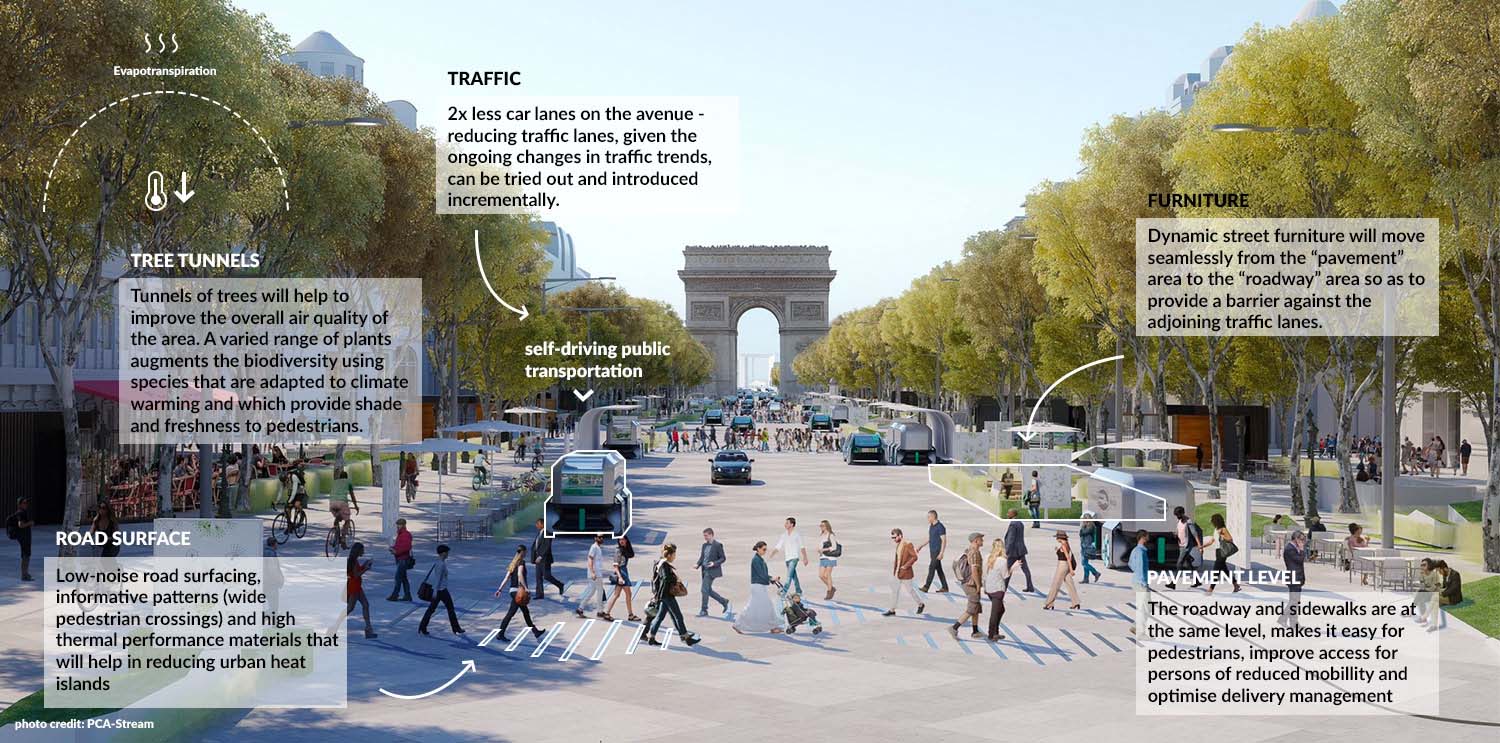 Evapotranspiration
TRAFFIC
2x less car lanes on the avenue -
reducing traffic lanes, given the
ongoing changes in traffic trends,
can be tried out and introduced
incrementally.
FURNITURE
Dynamic street furniture will move
seamlessly from the “pavement”
area to the “roadway” area so as to
provide a barrier against the
adjoining traffic lanes.
TREE TUNNELS
Tunnels of trees will help to
improve the overall air quality of
the area. A varied range of plants
augments the biodiversity using
species that are adapted to climate
warming and which provide shade
and freshness to pedestrians.
self-driving public
transportation
ROAD SURFACE
Low-noise road surfacing,
informative patterns (wide
pedestrian crossings) and high
thermal performance materials that
will help in reducing urban heat
islands
PAVEMENT LEVEL
The roadway and sidewalks are at
the same level, makes it easy for
pedestrians, improve access for
persons of reduced mobillity and
optimise delivery management
photo credit: PCA-Stream